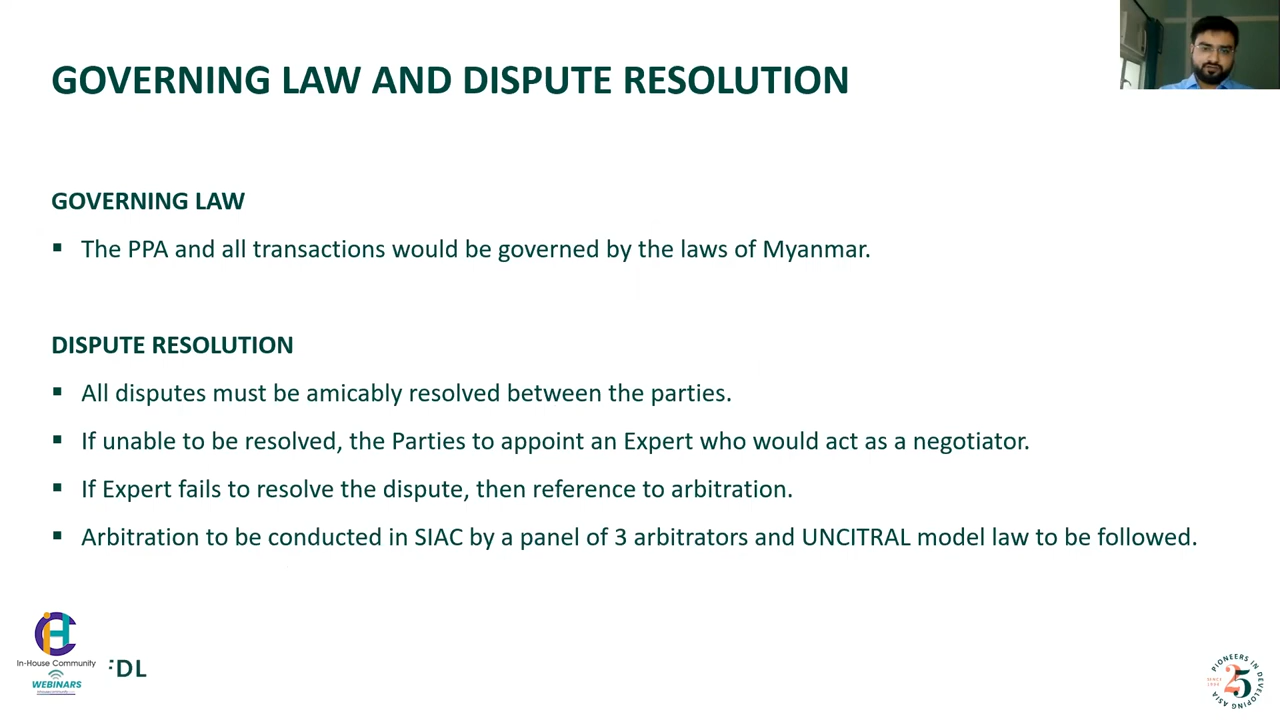 GOVERNING LAW AND DISPUTE RESOLUTION
GOVERNING LAW
▪ The PPA and all transactions would be governed by the laws of Myanmar.
DISPUTE RESOLUTION
▪ All disputes must be amicably resolved between the parties.
▪ If unable to be resolved, the Parties to appoint an Expert who would act as a negotiator.
▪ If Expert fails to resolve the dispute, then reference to arbitration.
▪ Arbitration to be conducted in SIAC by a panel of 3 arbitrators and UNCITRAL model law to be followed.
iHC
In-House Community
WEBINARS
:DL
PIONEERS IN DEVELOPING ASIA
SINCE
25